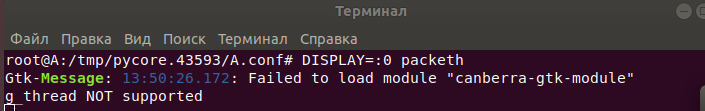 Терминал
Файл Правка Вид Поиск Терминал Справка
root@A:/tmp/pycore.43593/A.conf# DISPLAY=:0 packeth
Gtk-Message: 13:50:26.172: Failed to load module "canberra-gtk-module"
g_thread NOT supported